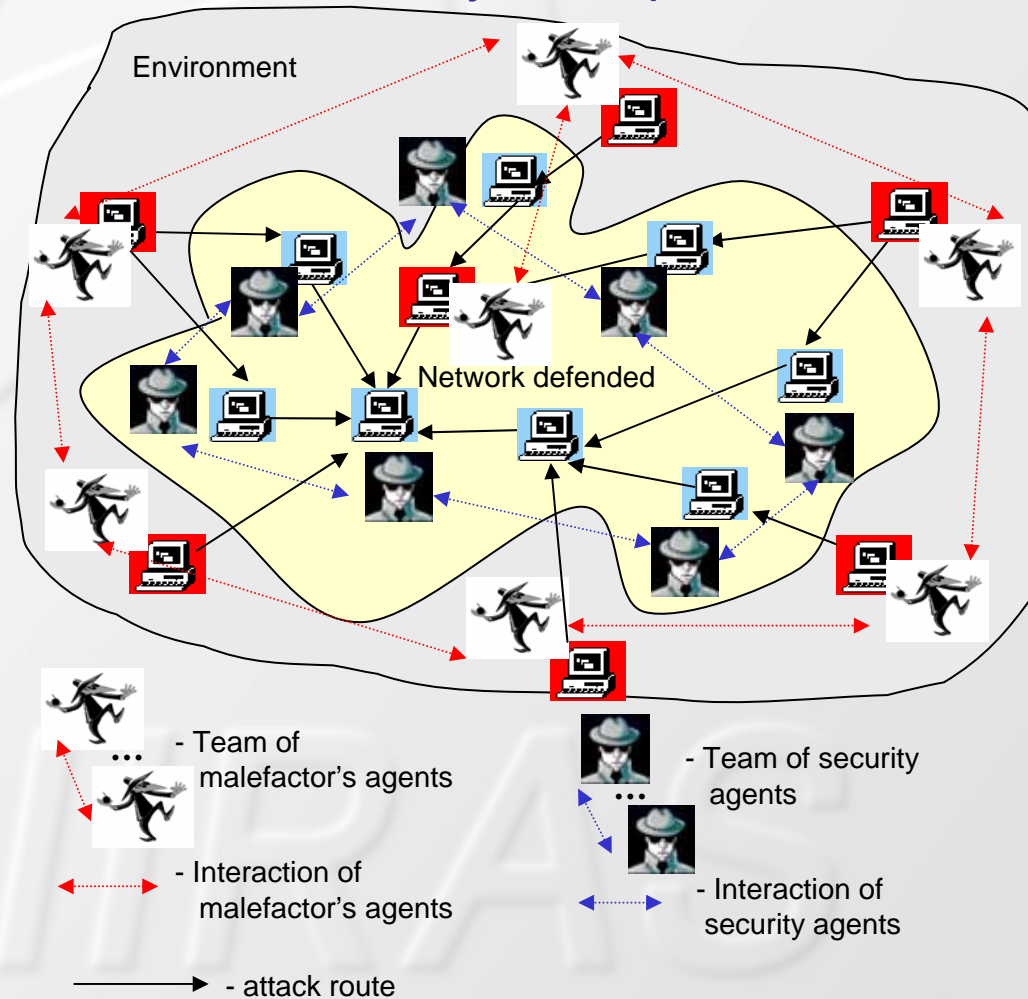 Environment
Network defended
- Team of
malefactor's agents
- Interaction of
malefactor's agents
- attack route
- Team of security
agents
- Interaction of
security agents
IIRAS